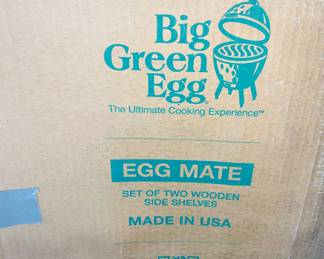 Big
Green
Egg®
The Ultimate Cooking Experience™
EGG MATE
SET OF TWO WOODEN
SIDE SHELVES
MADE IN USA